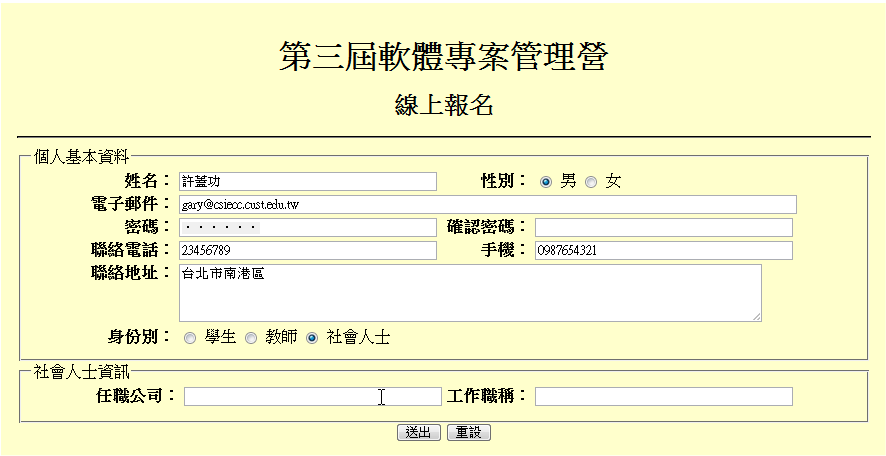 第三屆軟體專案管理營
線上報名
個人基本資料
姓名： 許蓋功 性別： 男 女
電子郵件： gary@csiecc.cust.edu.tw
密碼： ······ 確認密碼：
聯絡電話： 23456789 手機： 0987654321
聯絡地址： 台北市南港區
身份別： 學生 教師 社會人士
社會人士資訊
任職公司： 工作職稱：
送出 重設